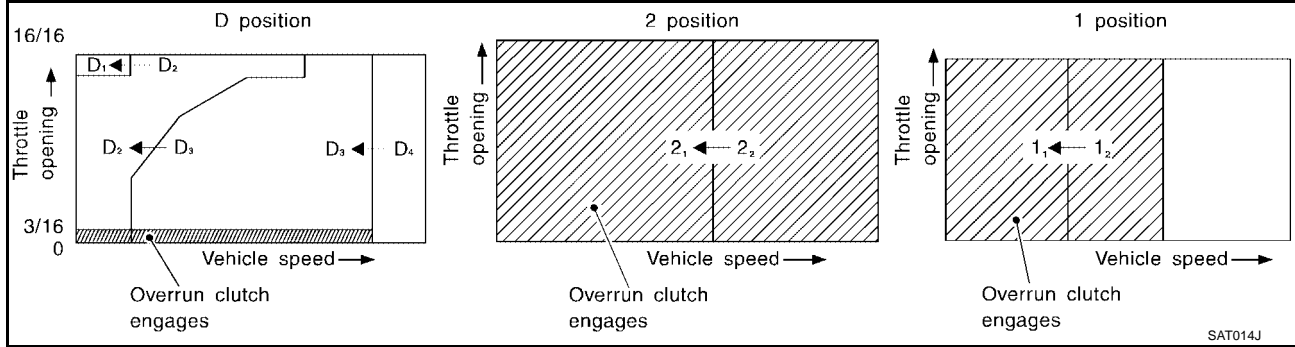 D position
16/16
Throttle opening
D₁ ◄ D₂
D₂ ◄ D₃
D₃ ◄ D₄
3/16
0
Vehicle speed
Overrun clutch
engages
2 position
Throttle
opening
2₁ ◄ 2₂
Vehicle speed
Overrun clutch
engages
1 position
Throttle
opening
1₁ ◄ 1₂
Vehicle speed
Overrun clutch
engages
SAT014J